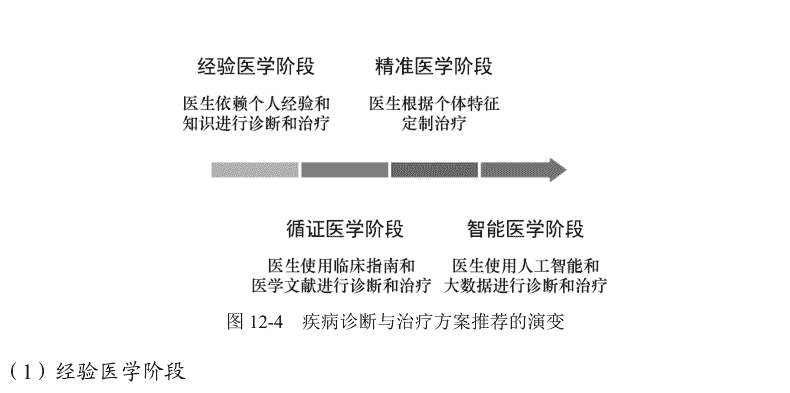 经验医学阶段
医生依赖个人经验和
知识进行诊断和治疗
精准医学阶段
医生根据个体特征
定制治疗
循证医学阶段
医生使用临床指南和
医学文献进行诊断和治疗
智能医学阶段
医生使用人工智能和
大数据进行诊断和治疗
图 12-4　疾病诊断与治疗方案推荐的演变
（1）经验医学阶段